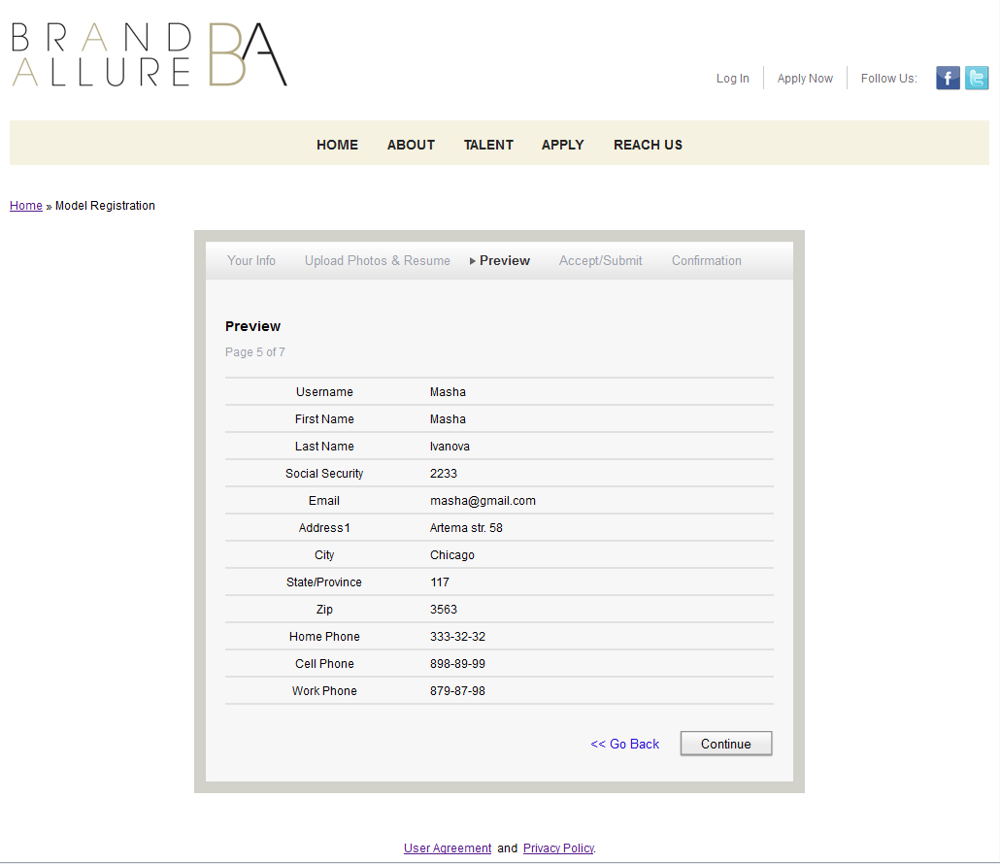 BRAND BA
ALLURE
Log In Apply Now Follow Us: f t
HOME ABOUT TALENT APPLY REACH US
Home » Model Registration
Your Info Upload Photos & Resume Preview Accept/Submit Confirmation
Preview
Page 5 of 7
Username Masha
First Name Masha
Last Name Ivanova
Social Security 2233
Email masha@gmail.com
Address1 Artema str. 58
City Chicago
State/Province 117
Zip 3563
Home Phone 333-32-32
Cell Phone 898-89-99
Work Phone 879-87-98
<< Go Back Continue
User Agreement and Privacy Policy.